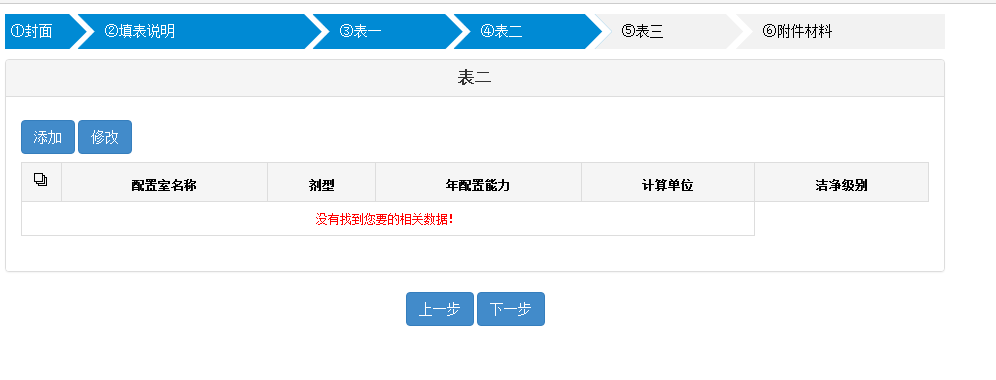 ①封面 ②填表说明 ③表一 ④表二 ⑤表三 ⑥附件材料
表二
添加 修改
配置室名称 剂型 年配置能力 计算单位 洁净级别
没有找到您要的相关数据!
上一步 下一步